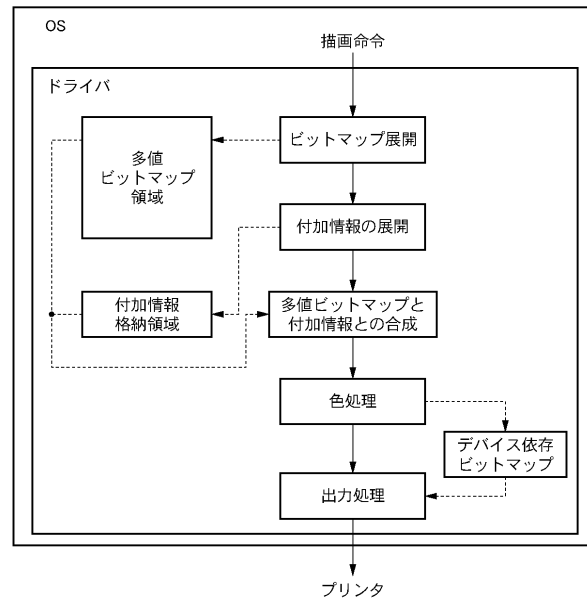 OS
描画命令
ドライバ
ビットマップ展開
多値
ビットマップ
領域
付加情報の展開
付加情報
格納領域
多値ビットマップと
付加情報との合成
色処理
デバイス依存
ビットマップ
出力処理
プリンタ